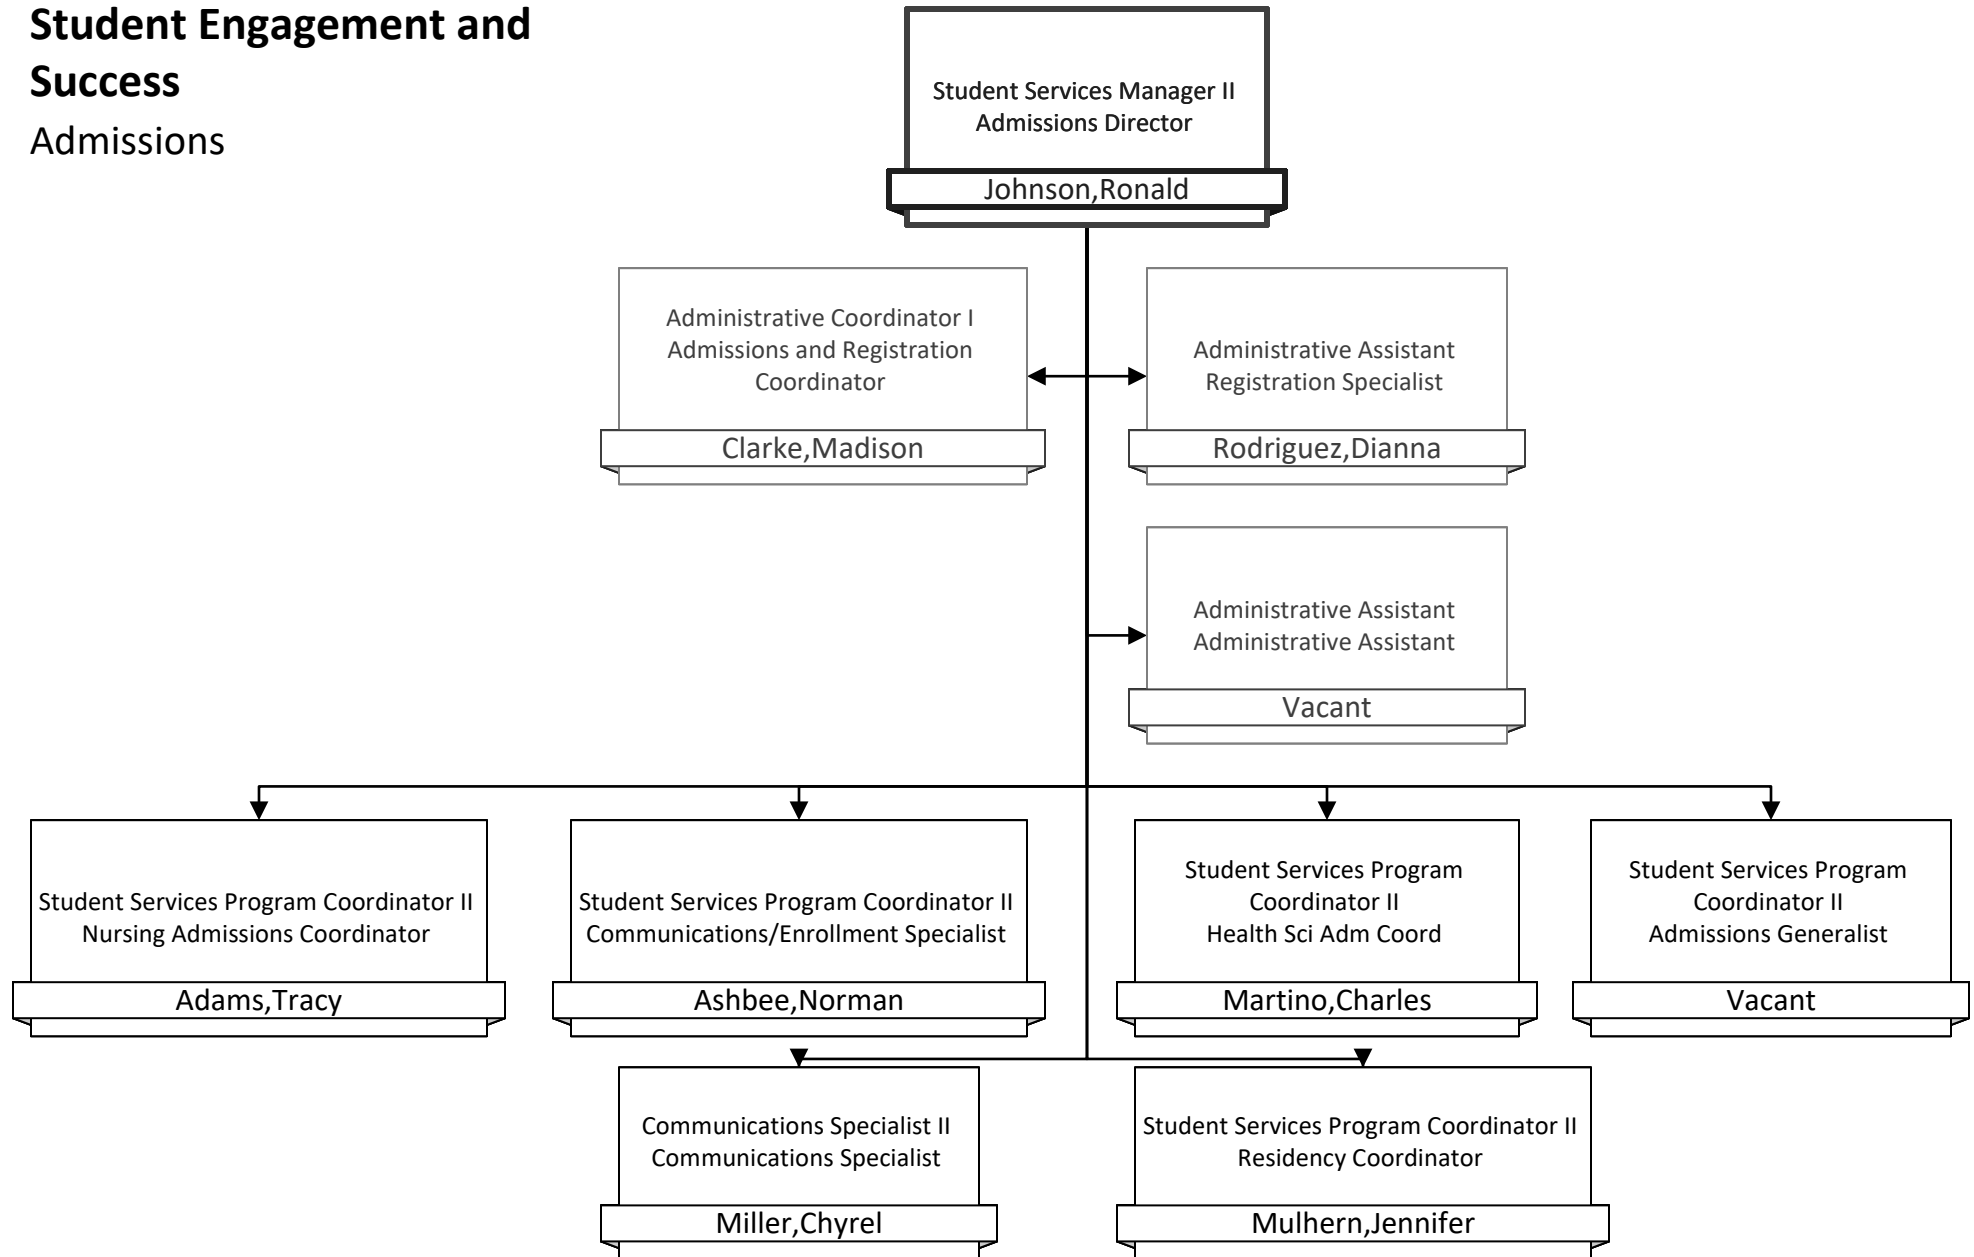 Student Engagement and
Success
Admissions
Student Services Manager II
Admissions Director
Johnson,Ronald
Administrative Coordinator I
Admissions and Registration
Coordinator
Clarke,Madison
Administrative Assistant
Registration Specialist
Rodriguez,Dianna
Administrative Assistant
Administrative Assistant
Vacant
Student Services Program Coordinator II
Nursing Admissions Coordinator
Adams,Tracy
Student Services Program Coordinator II
Communications/Enrollment Specialist
Ashbee,Norman
Student Services Program
Coordinator II
Health Sci Adm Coord
Martino,Charles
Student Services Program
Coordinator II
Admissions Generalist
Vacant
Communications Specialist II
Communications Specialist
Miller,Chyrel
Student Services Program Coordinator II
Residency Coordinator
Mulhern,Jennifer